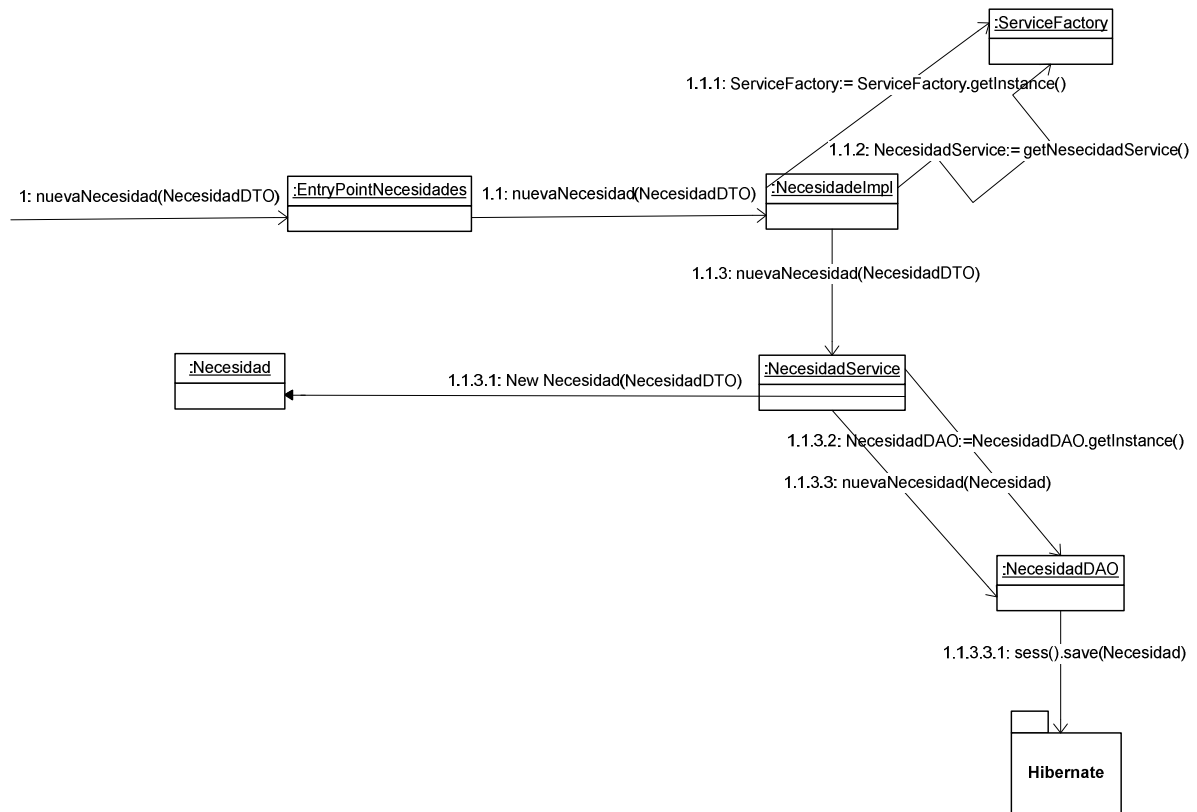 :ServiceFactory
1.1.1: ServiceFactory:= ServiceFactory.getInstance()
1.1.2: NecesidadService:= getNesecidadService()
1: nuevaNecesidad(NecesidadDTO)
:EntryPointNecesidades
1.1: nuevaNecesidad(NecesidadDTO)
:NecesidadeImpl
1.1.3: nuevaNecesidad(NecesidadDTO)
:Necesidad
1.1.3.1: New Necesidad(NecesidadDTO)
:NecesidadService
1.1.3.2: NecesidadDAO:=NecesidadDAO.getInstance()
1.1.3.3: nuevaNecesidad(Necesidad)
:NecesidadDAO
1.1.3.3.1: sess().save(Necesidad)
Hibernate